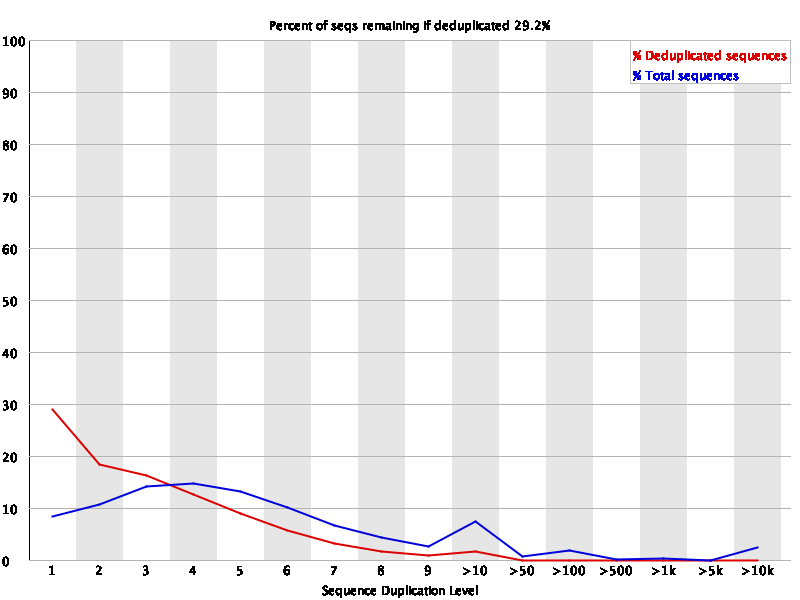 Percent of seqs remaining if deduplicated 29.2%
% Deduplicated sequences
% Total sequences
100
90
80
70
60
50
40
30
20
10
0
1 2 3 4 5 6 7 8 9 >10 >50 >100 >500 >1k >5k >10k
Sequence Duplication Level